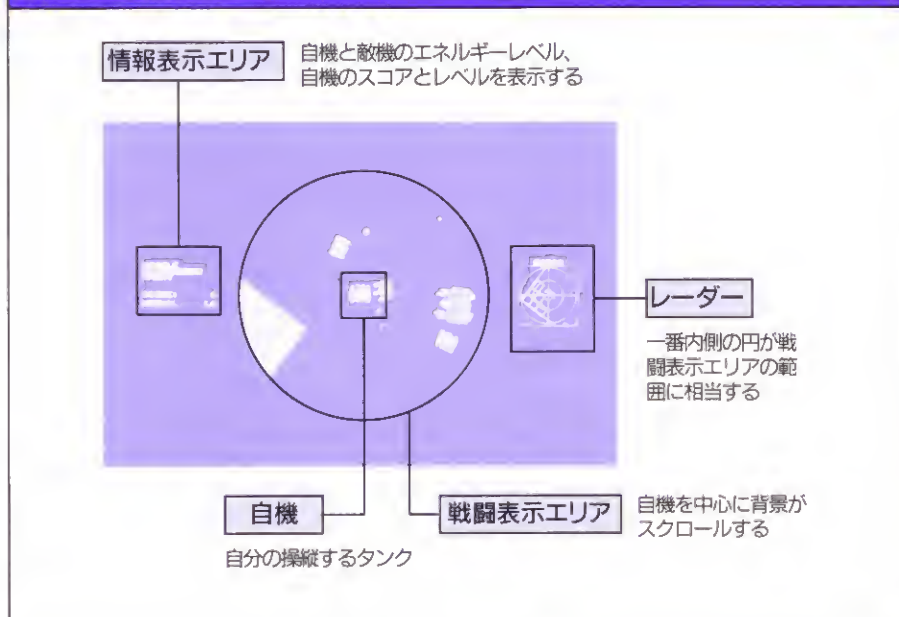 情報表示エリア
自機と敵機のエネルギーレベル、
自機のスコアとレベルを表示する
レーダー
一番内側の円が戦
闘表示エリアの範
囲に相当する
自機
自分の操縦するタンク
戦闘表示エリア
自機を中心に背景が
スクロールする